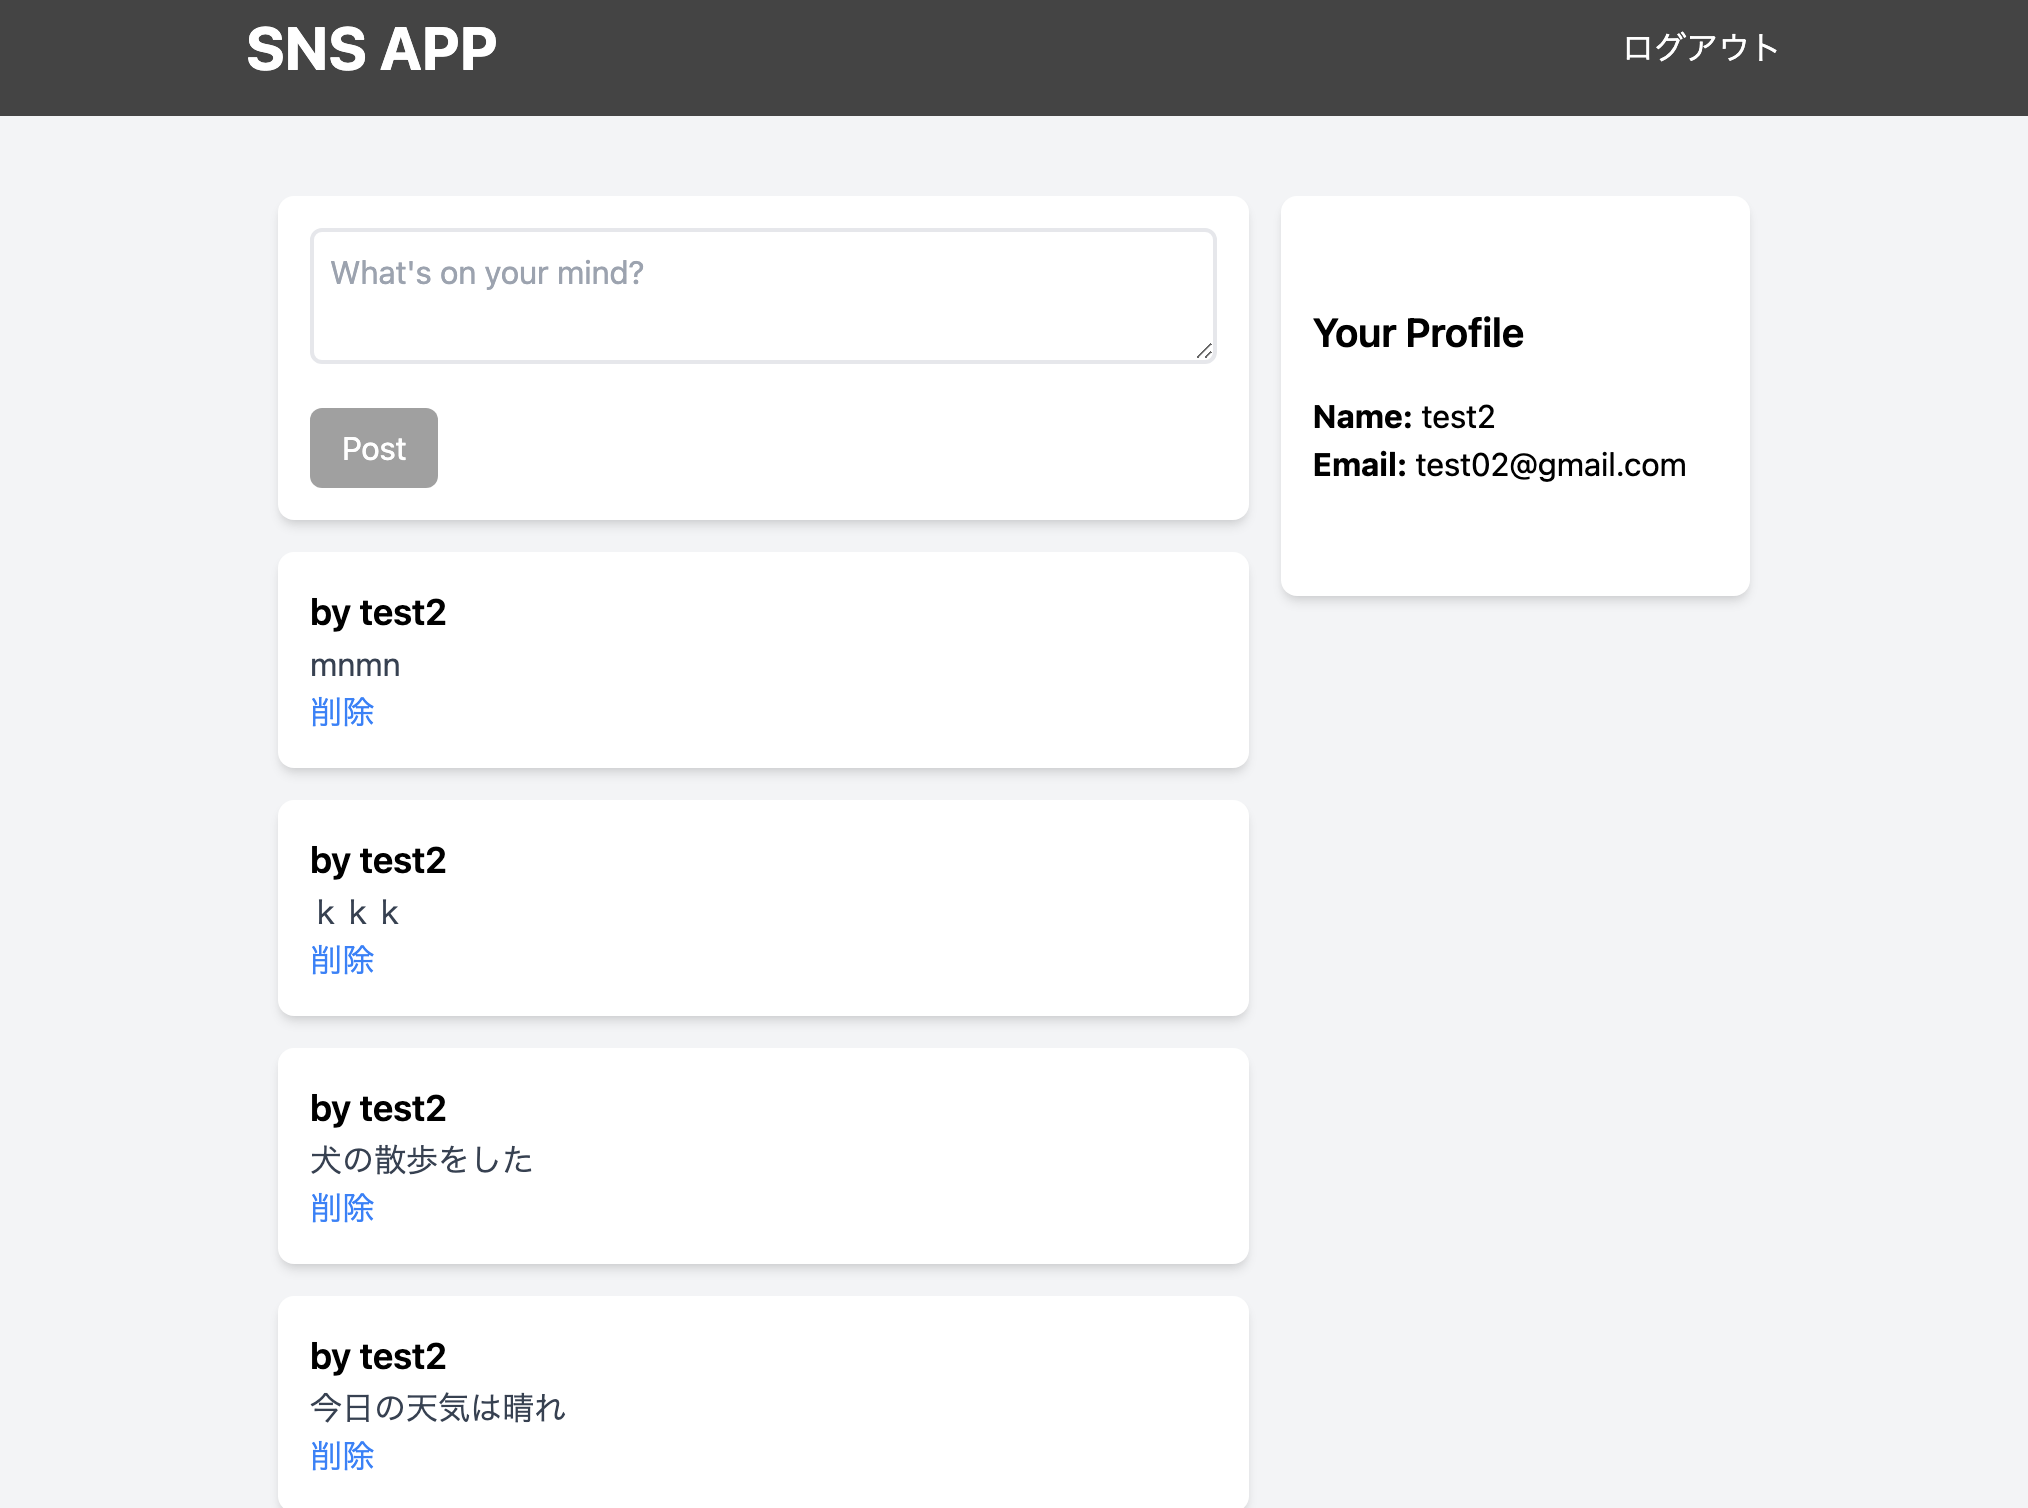 SNS APP
ログアウト
What's on your mind?
Post
Your Profile
Name: test2
Email: test02@gmail.com
by test2
mnmn
削除
by test2
ｋｋｋ
削除
by test2
犬の散歩をした
削除
by test2
今日の天気は晴れ
削除